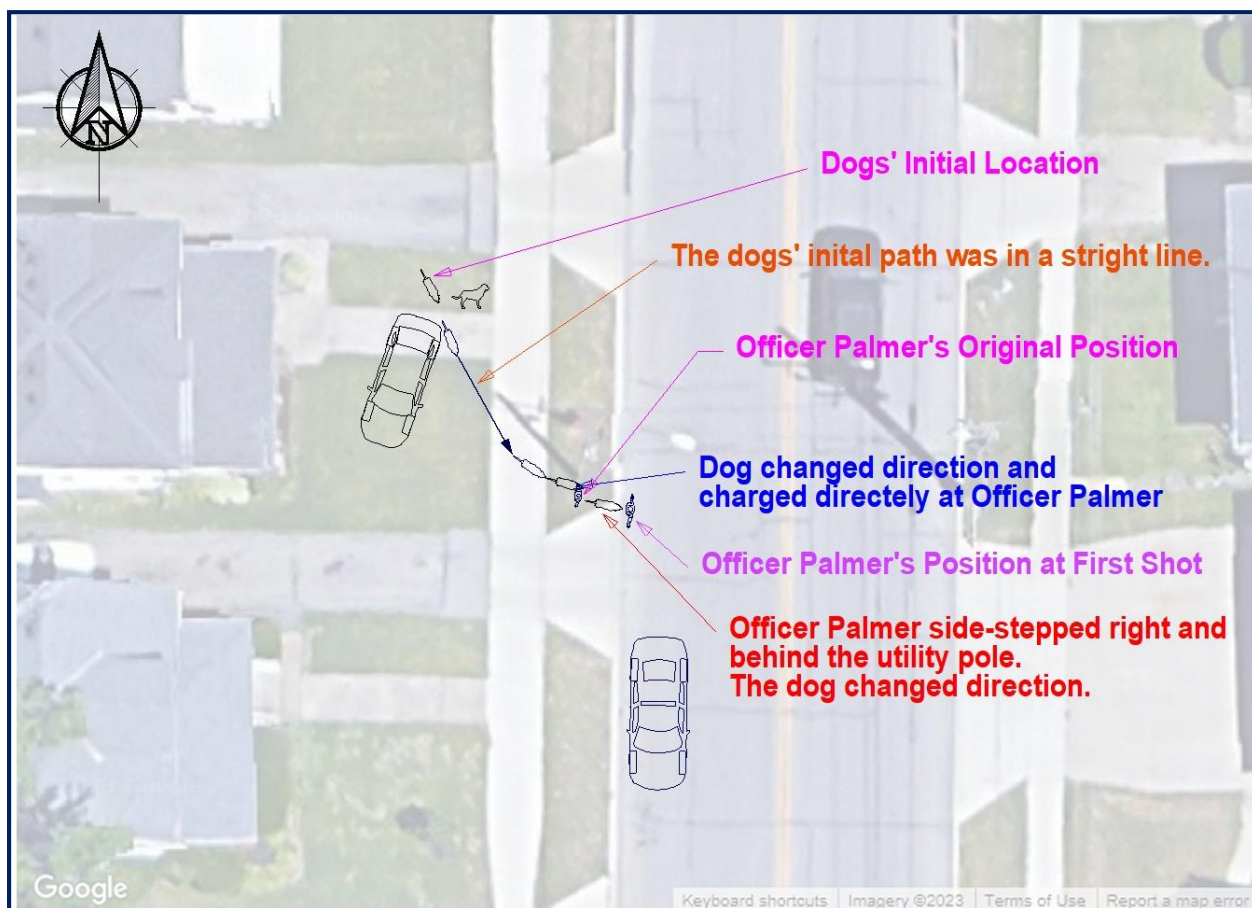 N
Dogs' Initial Location
The dogs' inital path was in a stright line.
Officer Palmer's Original Position
Dog changed direction and
charged directely at Officer Palmer
Officer Palmer's Position at First Shot
Officer Palmer side-stepped right and
behind the utility pole.
The dog changed direction.
Google
Keyboard shortcuts
Imagery ©2023
Terms of Use
Report a map error